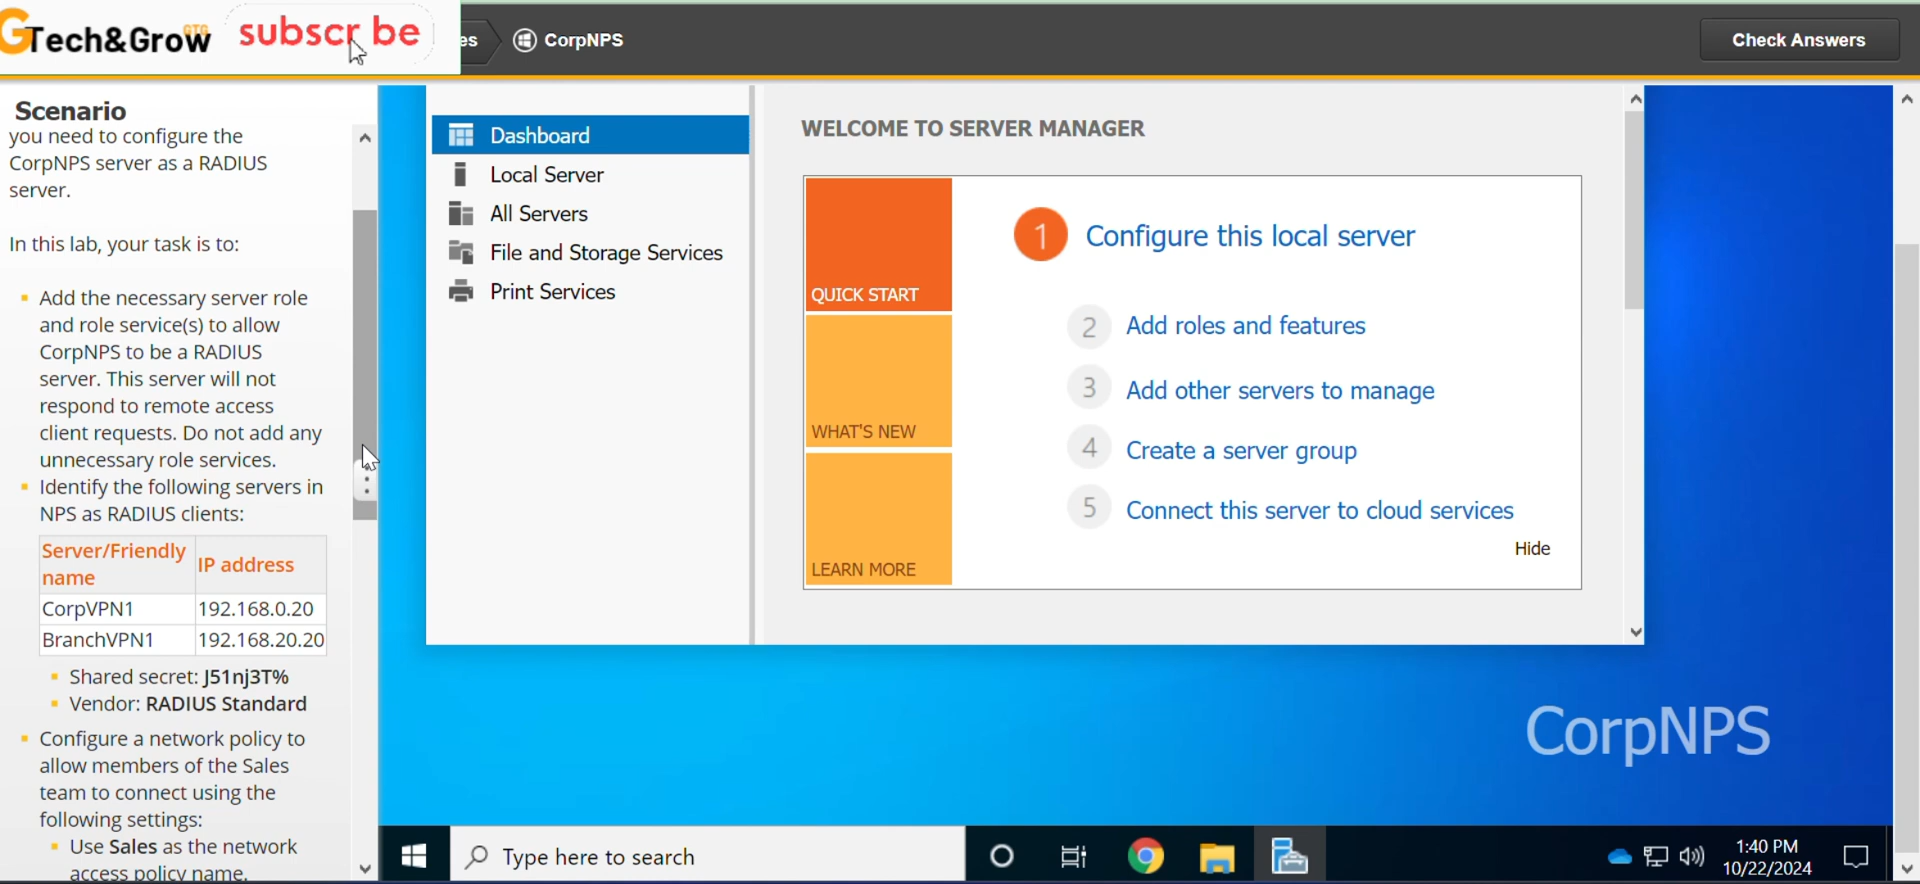 GTech&Grow GTG
subscr be
es
CorpNPS
Check Answers
Scenario
you need to configure the
CorpNPS server as a RADIUS
server.
In this lab, your task is to:
Add the necessary server role
and role service(s) to allow
CorpNPS to be a RADIUS
server. This server will not
respond to remote access
client requests. Do not add any
unnecessary role services.
Identify the following servers in
NPS as RADIUS clients:
Server/Friendly name IP address
CorpVPN1 192.168.0.20
BranchVPN1 192.168.20.20
Shared secret: J51nj3T%
Vendor: RADIUS Standard
Configure a network policy to
allow members of the Sales
team to connect using the
following settings:
Use Sales as the network
access policy name.
Dashboard
Local Server
All Servers
File and Storage Services
Print Services
WELCOME TO SERVER MANAGER
QUICK START
WHAT'S NEW
LEARN MORE
1 Configure this local server
2 Add roles and features
3 Add other servers to manage
4 Create a server group
5 Connect this server to cloud services
Hide
CorpNPS
Type here to search
1:40 PM
10/22/2024